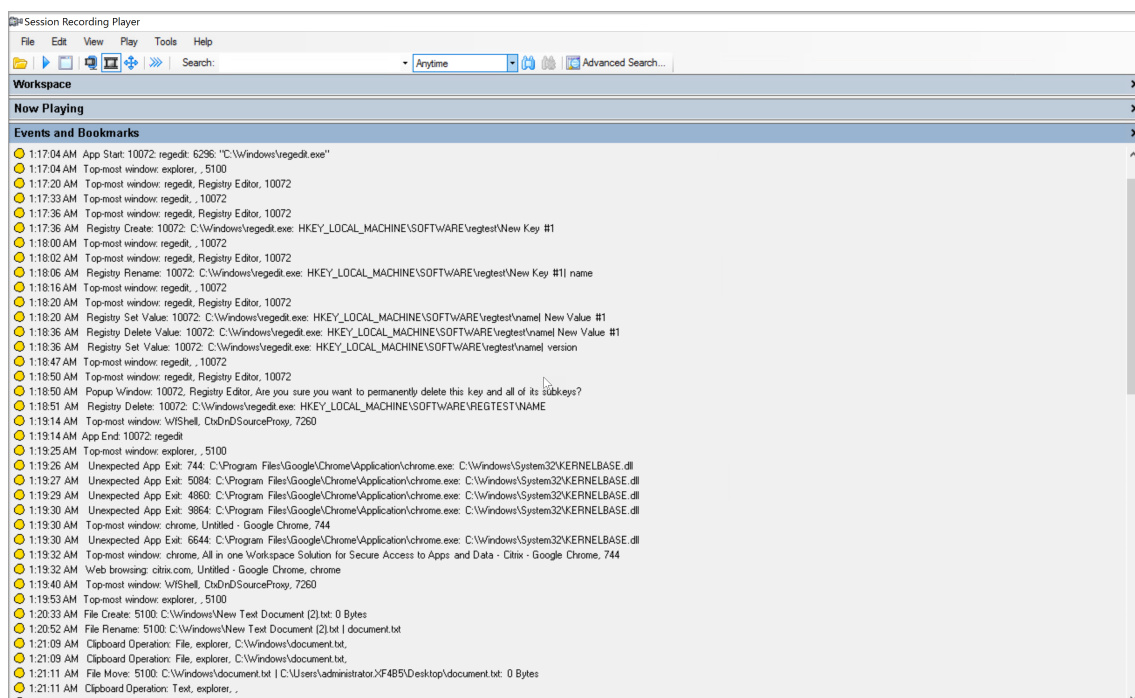 Session Recording Player
File Edit View Play Tools Help
Search: Anytime Advanced Search...
Workspace
Now Playing
Events and Bookmarks
1:17:04 AM App Start: 10072: regedit: 6296: "C:\Windows\regedit.exe"
1:17:04 AM Top-most window: explorer, , 5100
1:17:20 AM Top-most window: regedit, Registry Editor, 10072
1:17:33 AM Top-most window: regedit, , 10072
1:17:36 AM Top-most window: regedit, Registry Editor, 10072
1:17:36 AM Registry Create: 10072: C:\Windows\regedit.exe: HKEY_LOCAL_MACHINE\SOFTWARE\regtest\New Key #1
1:18:00 AM Top-most window: regedit, , 10072
1:18:02 AM Top-most window: regedit, Registry Editor, 10072
1:18:06 AM Registry Rename: 10072: C:\Windows\regedit.exe: HKEY_LOCAL_MACHINE\SOFTWARE\regtest\New Key #1| name
1:18:16 AM Top-most window: regedit, , 10072
1:18:20 AM Top-most window: regedit, Registry Editor, 10072
1:18:20 AM Registry Set Value: 10072: C:\Windows\regedit.exe: HKEY_LOCAL_MACHINE\SOFTWARE\regtest\name| New Value #1
1:18:36 AM Registry Delete Value: 10072: C:\Windows\regedit.exe: HKEY_LOCAL_MACHINE\SOFTWARE\regtest\name| New Value #1
1:18:36 AM Registry Set Value: 10072: C:\Windows\regedit.exe: HKEY_LOCAL_MACHINE\SOFTWARE\regtest\name| version
1:18:47 AM Top-most window: regedit, , 10072
1:18:50 AM Top-most window: regedit, Registry Editor, 10072
1:18:50 AM Popup Window: 10072, Registry Editor, Are you sure you want to permanently delete this key and all of its subkeys?
1:18:51 AM Registry Delete: 10072: C:\Windows\regedit.exe: HKEY_LOCAL_MACHINE\SOFTWARE\REGTEST\NAME
1:19:14 AM Top-most window: WfShell, CtxDnDSourceProxy, 7260
1:19:14 AM App End: 10072: regedit
1:19:25 AM Top-most window: explorer, , 5100
1:19:26 AM Unexpected App Exit: 744: C:\Program Files\Google\Chrome\Application\chrome.exe: C:\Windows\System32\KERNELBASE.dll
1:19:27 AM Unexpected App Exit: 5084: C:\Program Files\Google\Chrome\Application\chrome.exe: C:\Windows\System32\KERNELBASE.dll
1:19:29 AM Unexpected App Exit: 4860: C:\Program Files\Google\Chrome\Application\chrome.exe: C:\Windows\System32\KERNELBASE.dll
1:19:30 AM Unexpected App Exit: 9864: C:\Program Files\Google\Chrome\Application\chrome.exe: C:\Windows\System32\KERNELBASE.dll
1:19:30 AM Top-most window: chrome, Untitled - Google Chrome, 744
1:19:30 AM Unexpected App Exit: 6644: C:\Program Files\Google\Chrome\Application\chrome.exe: C:\Windows\System32\KERNELBASE.dll
1:19:32 AM Top-most window: chrome, All in one Workspace Solution for Secure Access to Apps and Data - Citrix - Google Chrome, 744
1:19:32 AM Web browsing: citrix.com, Untitled - Google Chrome, chrome
1:19:40 AM Top-most window: WfShell, CtxDnDSourceProxy, 7260
1:19:53 AM Top-most window: explorer, , 5100
1:20:33 AM File Create: 5100: C:\Windows\New Text Document (2).txt: 0 Bytes
1:20:52 AM File Rename: 5100: C:\Windows\New Text Document (2).txt | document.txt
1:21:09 AM Clipboard Operation: File, explorer, C:\Windows\document.txt,
1:21:09 AM Clipboard Operation: File, explorer, C:\Windows\document.txt,
1:21:11 AM File Move: 5100: C:\Windows\document.txt | C:\Users\administrator.XF4B5\Desktop\document.txt: 0 Bytes
1:21:11 AM Clipboard Operation: Text, explorer, ,